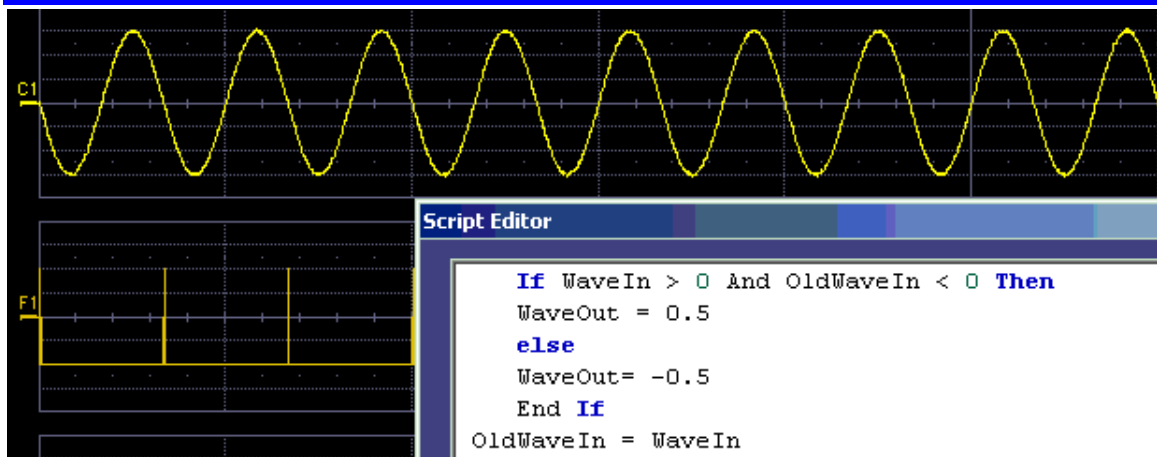 C1
F1
Script Editor
If WaveIn > 0 And OldWaveIn < 0 Then
WaveOut = 0.5
else
WaveOut= -0.5
End If
OldWaveIn = WaveIn